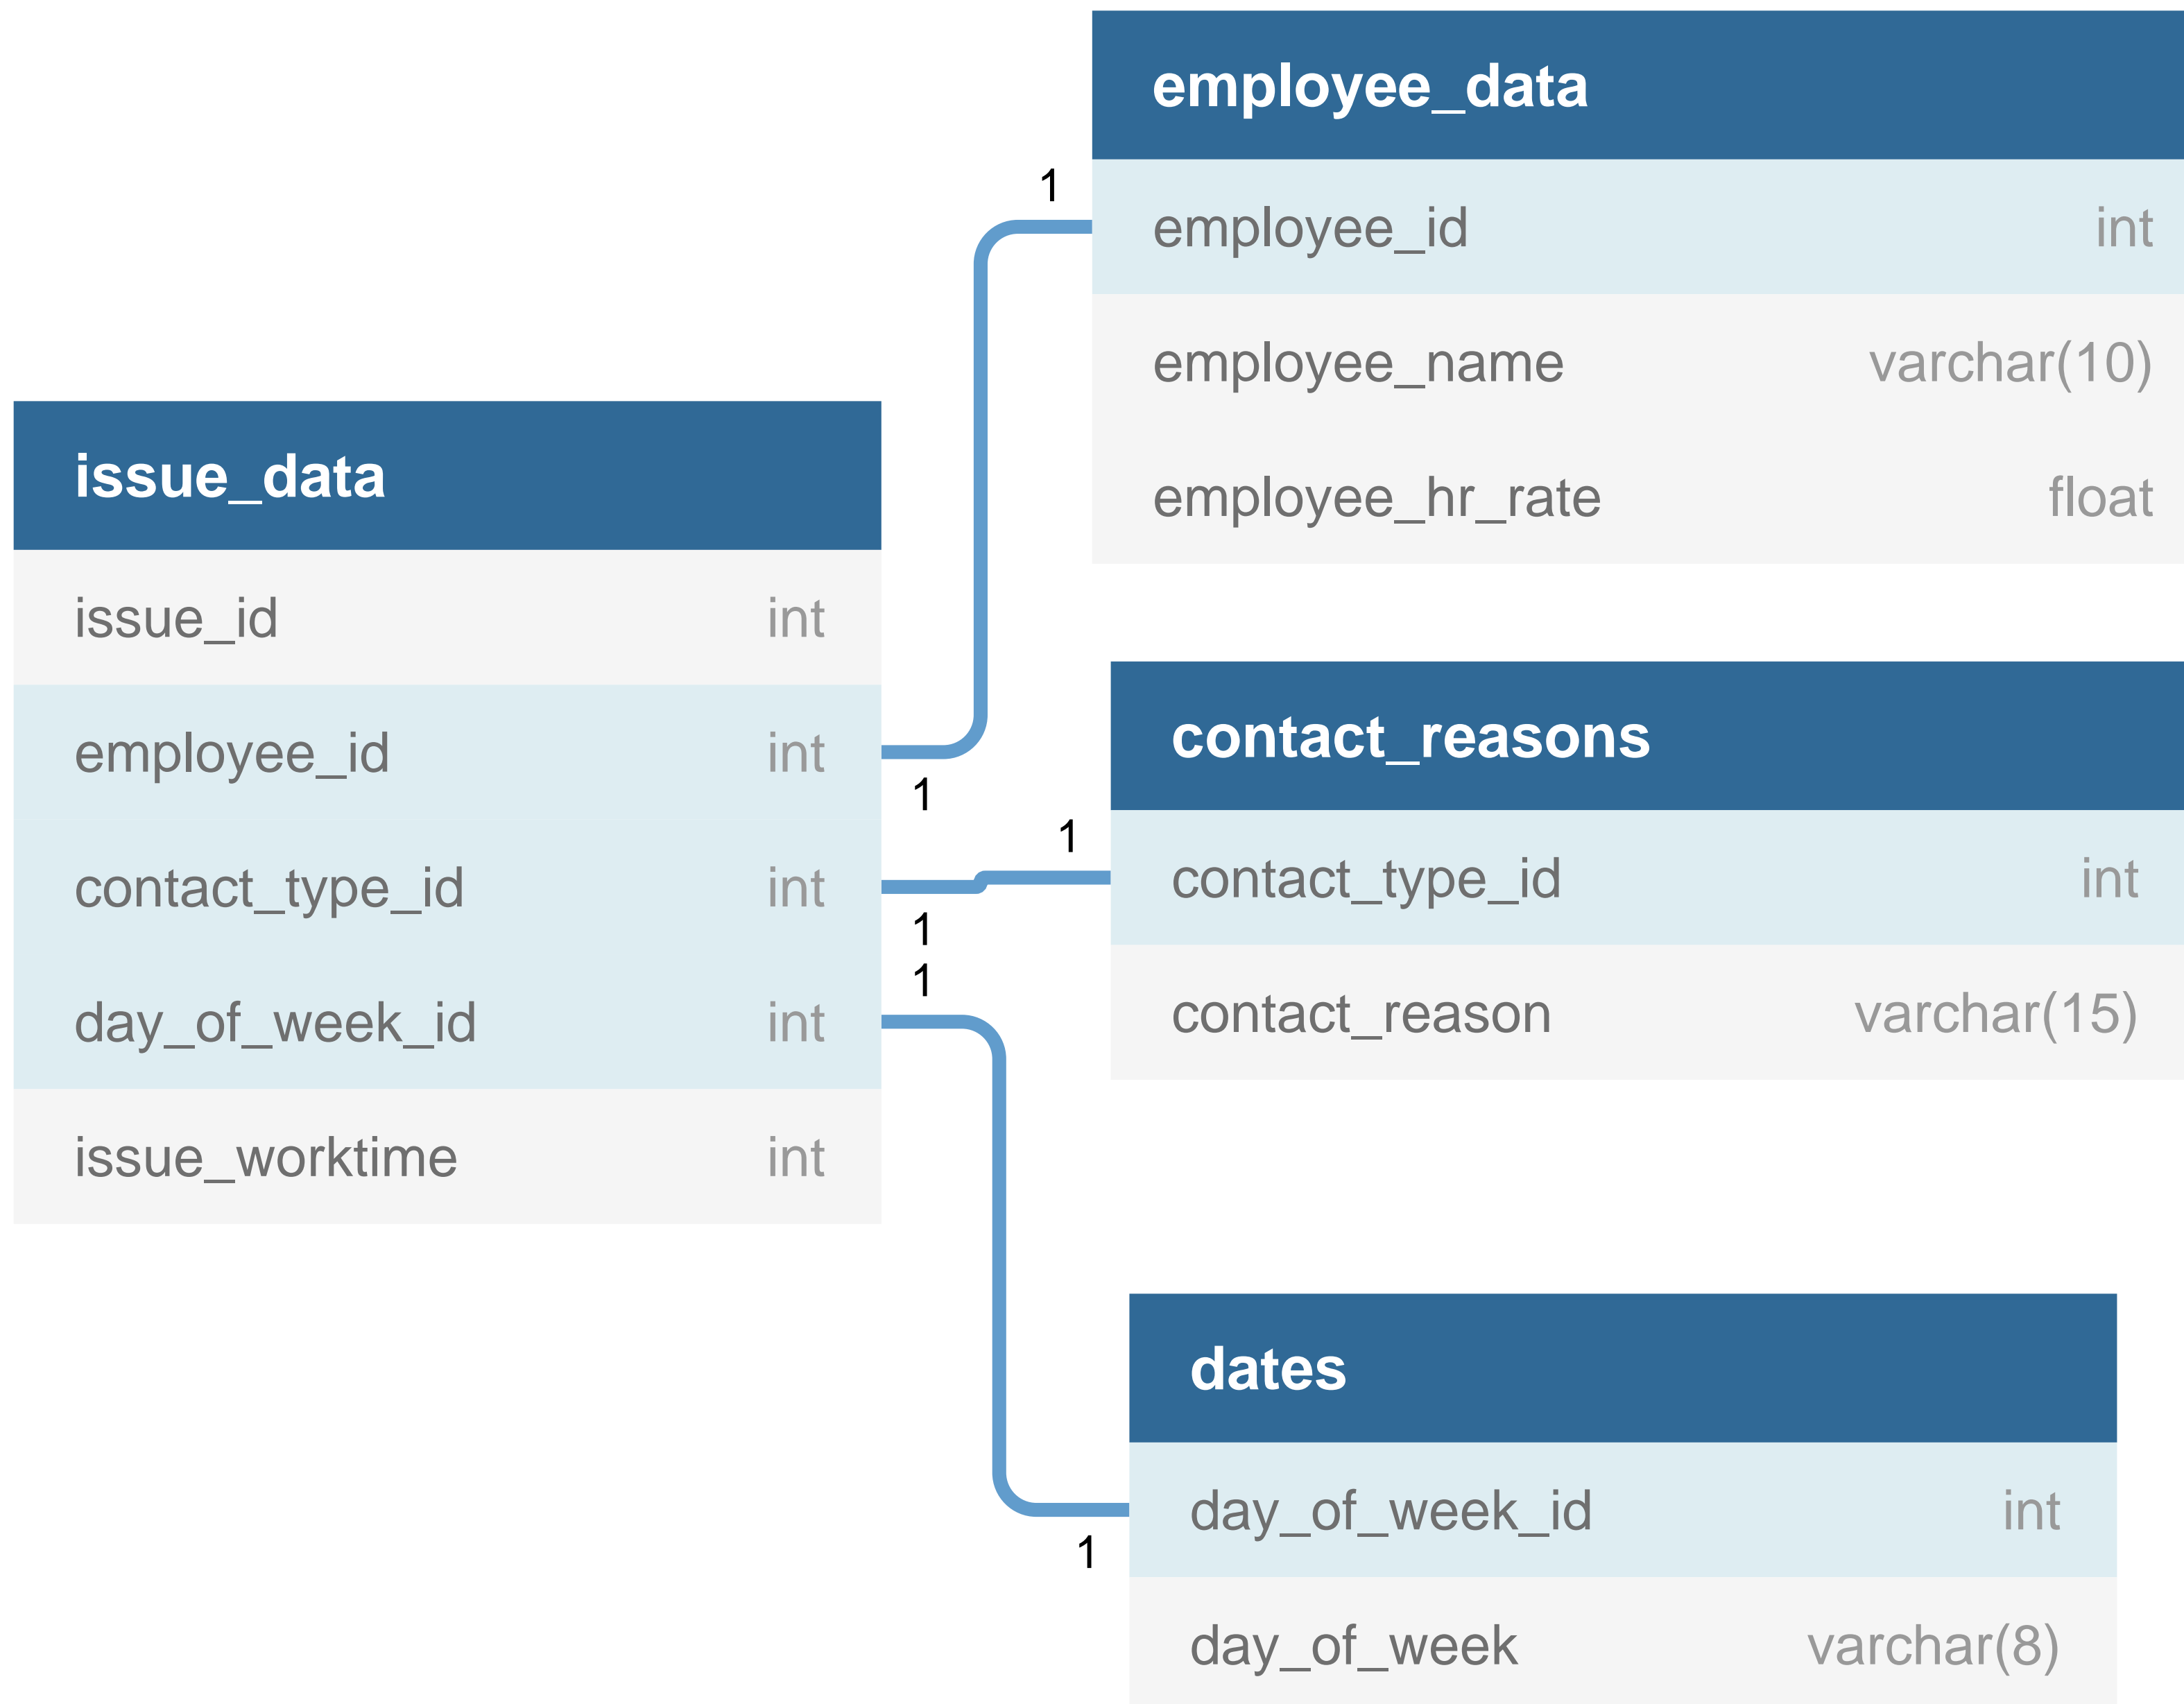 employee_data
1
employee_id int
employee_name varchar(10)
employee_hr_rate float
issue_data
issue_id int
employee_id int
1
contact_type_id int
1
1
day_of_week_id int
issue_worktime int
contact_reasons
1
contact_type_id int
contact_reason varchar(15)
dates
day_of_week_id int
1
day_of_week varchar(8)